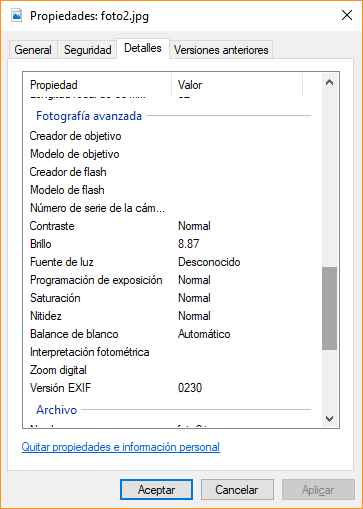 Propiedades: foto2.jpg
General Seguridad Detalles Versiones anteriores
Propiedad Valor
Fotografía avanzada
Creador de objetivo
Modelo de objetivo
Creador de flash
Modelo de flash
Número de serie de la cám...
Contraste Normal
Brillo 8.87
Fuente de luz Desconocido
Programación de exposición Normal
Saturación Normal
Nitidez Normal
Balance de blanco Automático
Interpretación fotométrica
Zoom digital
Versión EXIF 0230
Archivo
Quitar propiedades e información personal
Aceptar Cancelar Aplicar